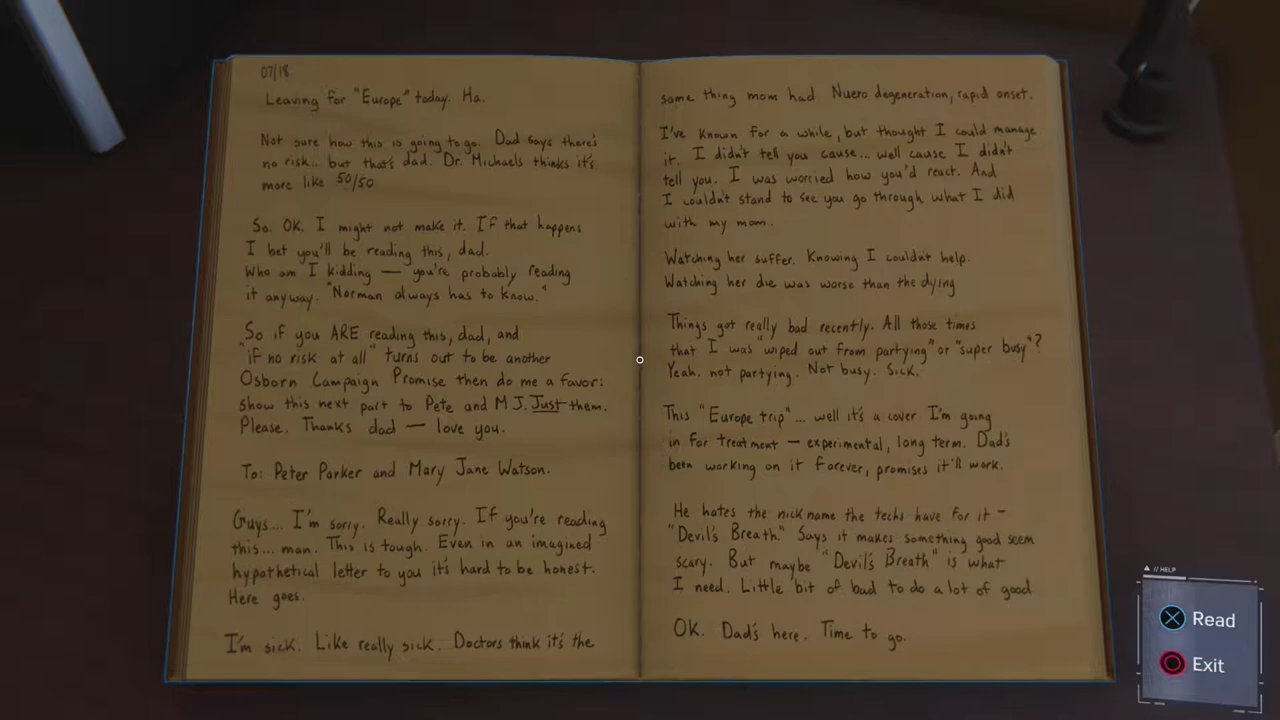 07/18
Leaving for "Europe" today. Ha.
Not sure how this is going to go. Dad says there's
no risk... but that's dad. Dr. Michaels thinks it's
more like 50/50
So. OK. I might not make it. If that happens
I bet you'll be reading this, dad.
Who am I kidding — you're probably reading
it anyway. "Norman always has to know."
So if you ARE reading this, dad, and
"if no risk at all" turns out to be another
Osborn Campaign Promise then do me a favor:
show this next part to Pete and MJ. Just them.
Please. Thanks dad — love you.
To: Peter Parker and Mary Jane Watson.
Guys... I'm sorry. Really sorry. If you're reading
this... man. This is tough. Even in an imagined
hypothetical letter to you it's hard to be honest.
Here goes.
I'm sick. Like really sick. Doctors think it's the
same thing mom had. Nuero degeneration, rapid onset.
I've known for a while, but thought I could manage
it. I didn't tell you cause... well cause I didn't
tell you. I was worried how you'd react. And
I couldn't stand to see you go through what I did
with my mom.
Watching her suffer. Knowing I couldn't help.
Watching her die was worse than the dying
Things got really bad recently. All those times
that I was "wiped out from partying" or "super busy"?
Yeah. not partying. Not busy. Sick.
This "Europe trip"... well it's a cover I'm going
in for treatment — experimental, long term. Dad's
been working on it forever, promises it'll work.
He hates the nickname the techs have for it -
"Devil's Breath." Says it makes something good seem
scary. But maybe "Devil's Breath" is what
I need. Little bit of bad to do a lot of good
OK. Dad's here. Time to go.
// HELP
Read
Exit